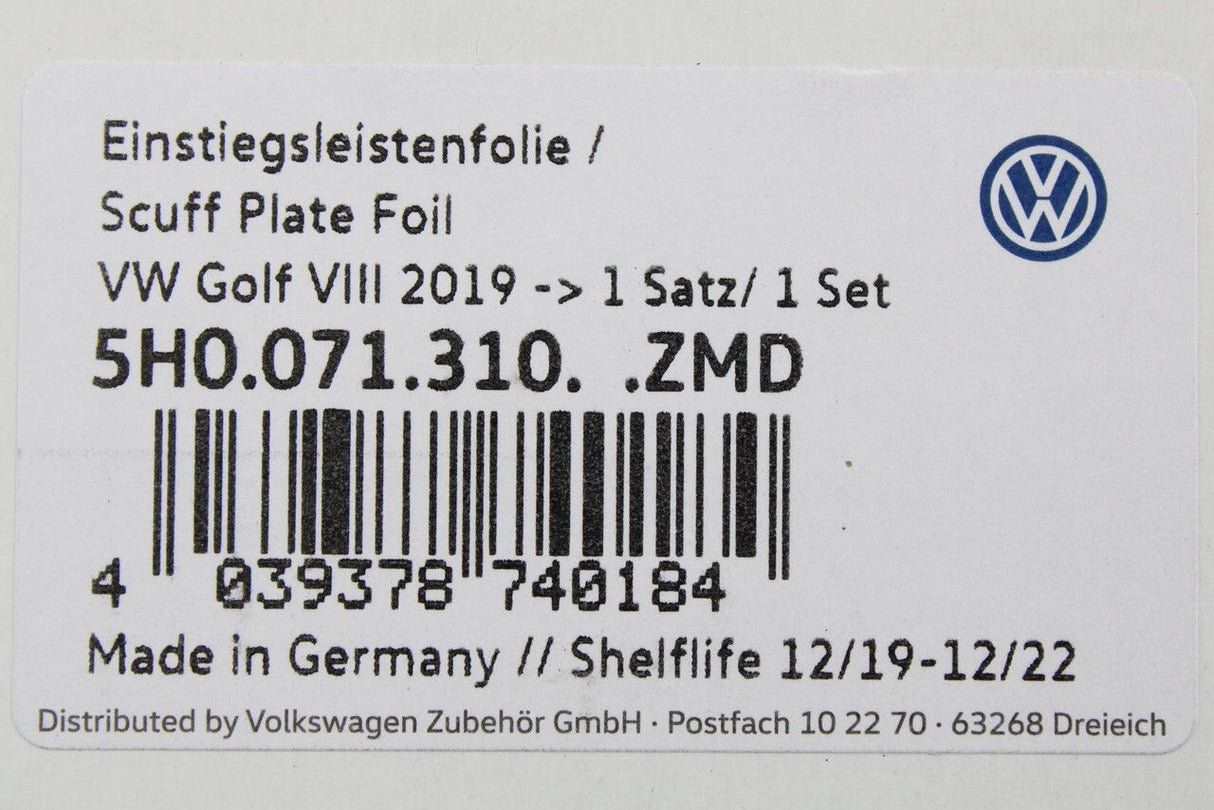 Einstiegsleistenfolie /
Scuff Plate Foil
VW Golf VIII 2019 -> 1 Satz/ 1 Set
5H0.071.310. .ZMD
4 039378 740184
Made in Germany // Shelflife 12/19-12/22
Distributed by Volkswagen Zubehör GmbH · Postfach 10 22 70 · 63268 Dreieich